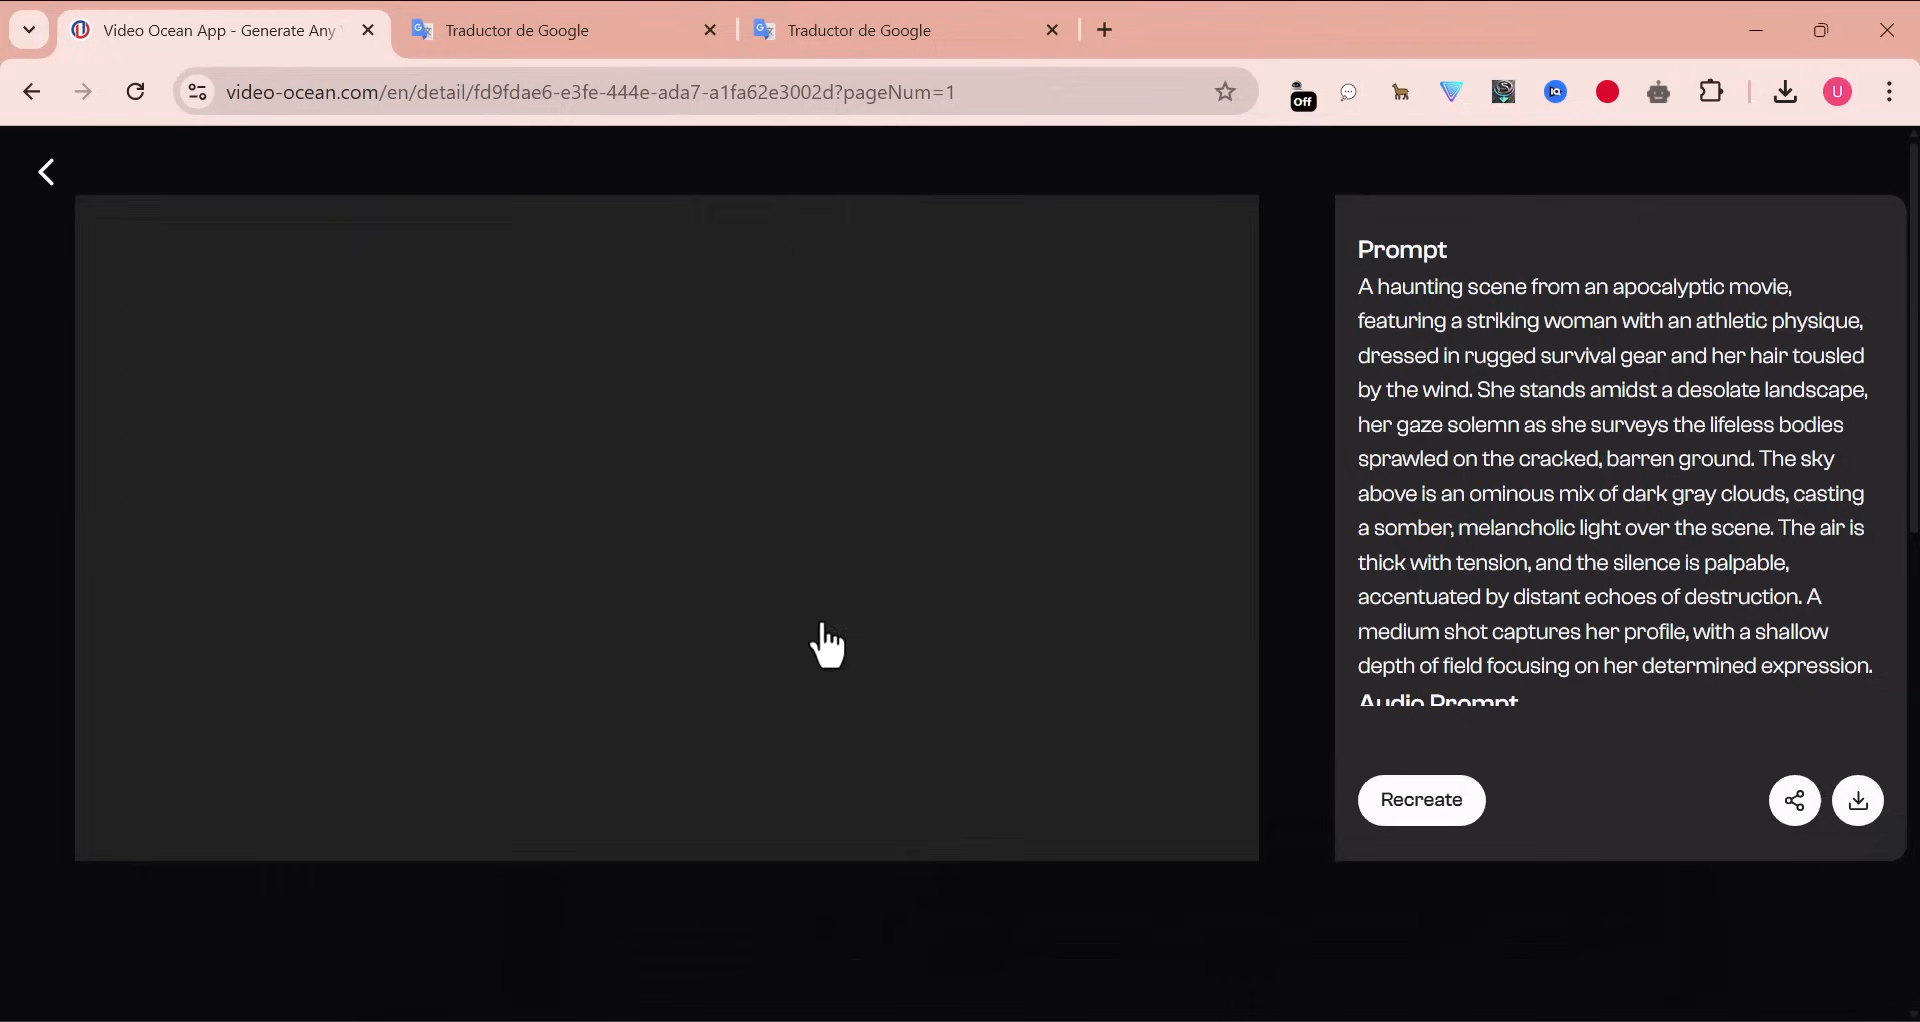 Video Ocean App - Generate Any
Traductor de Google
Traductor de Google
video-ocean.com/en/detail/fd9fdae6-e3fe-444e-ada7-a1fa62e3002d?pageNum=1
Off
IQ
U
Prompt
A haunting scene from an apocalyptic movie,
featuring a striking woman with an athletic physique,
dressed in rugged survival gear and her hair tousled
by the wind. She stands amidst a desolate landscape,
her gaze solemn as she surveys the lifeless bodies
sprawled on the cracked, barren ground. The sky
above is an ominous mix of dark gray clouds, casting
a somber, melancholic light over the scene. The air is
thick with tension, and the silence is palpable,
accentuated by distant echoes of destruction. A
medium shot captures her profile, with a shallow
depth of field focusing on her determined expression.
Audio Prompt
Recreate